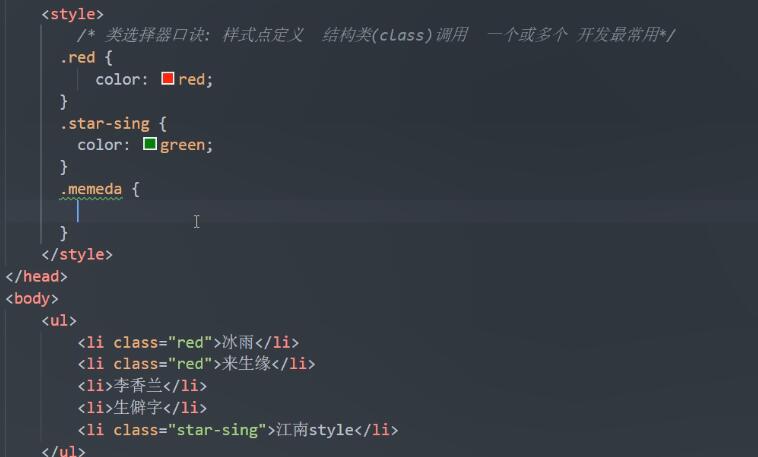 <style>
/* 类选择器口诀: 样式点定义 结构类(class)调用 一个或多个 开发最常用*/
.red {
color: red;
}
.star-sing {
color: green;
}
.memeda {
}
</style>
</head>
<body>
<ul>
<li class="red">冰雨</li>
<li class="red">来生缘</li>
<li>李香兰</li>
<li>生僻字</li>
<li class="star-sing">江南style</li>
</ul>